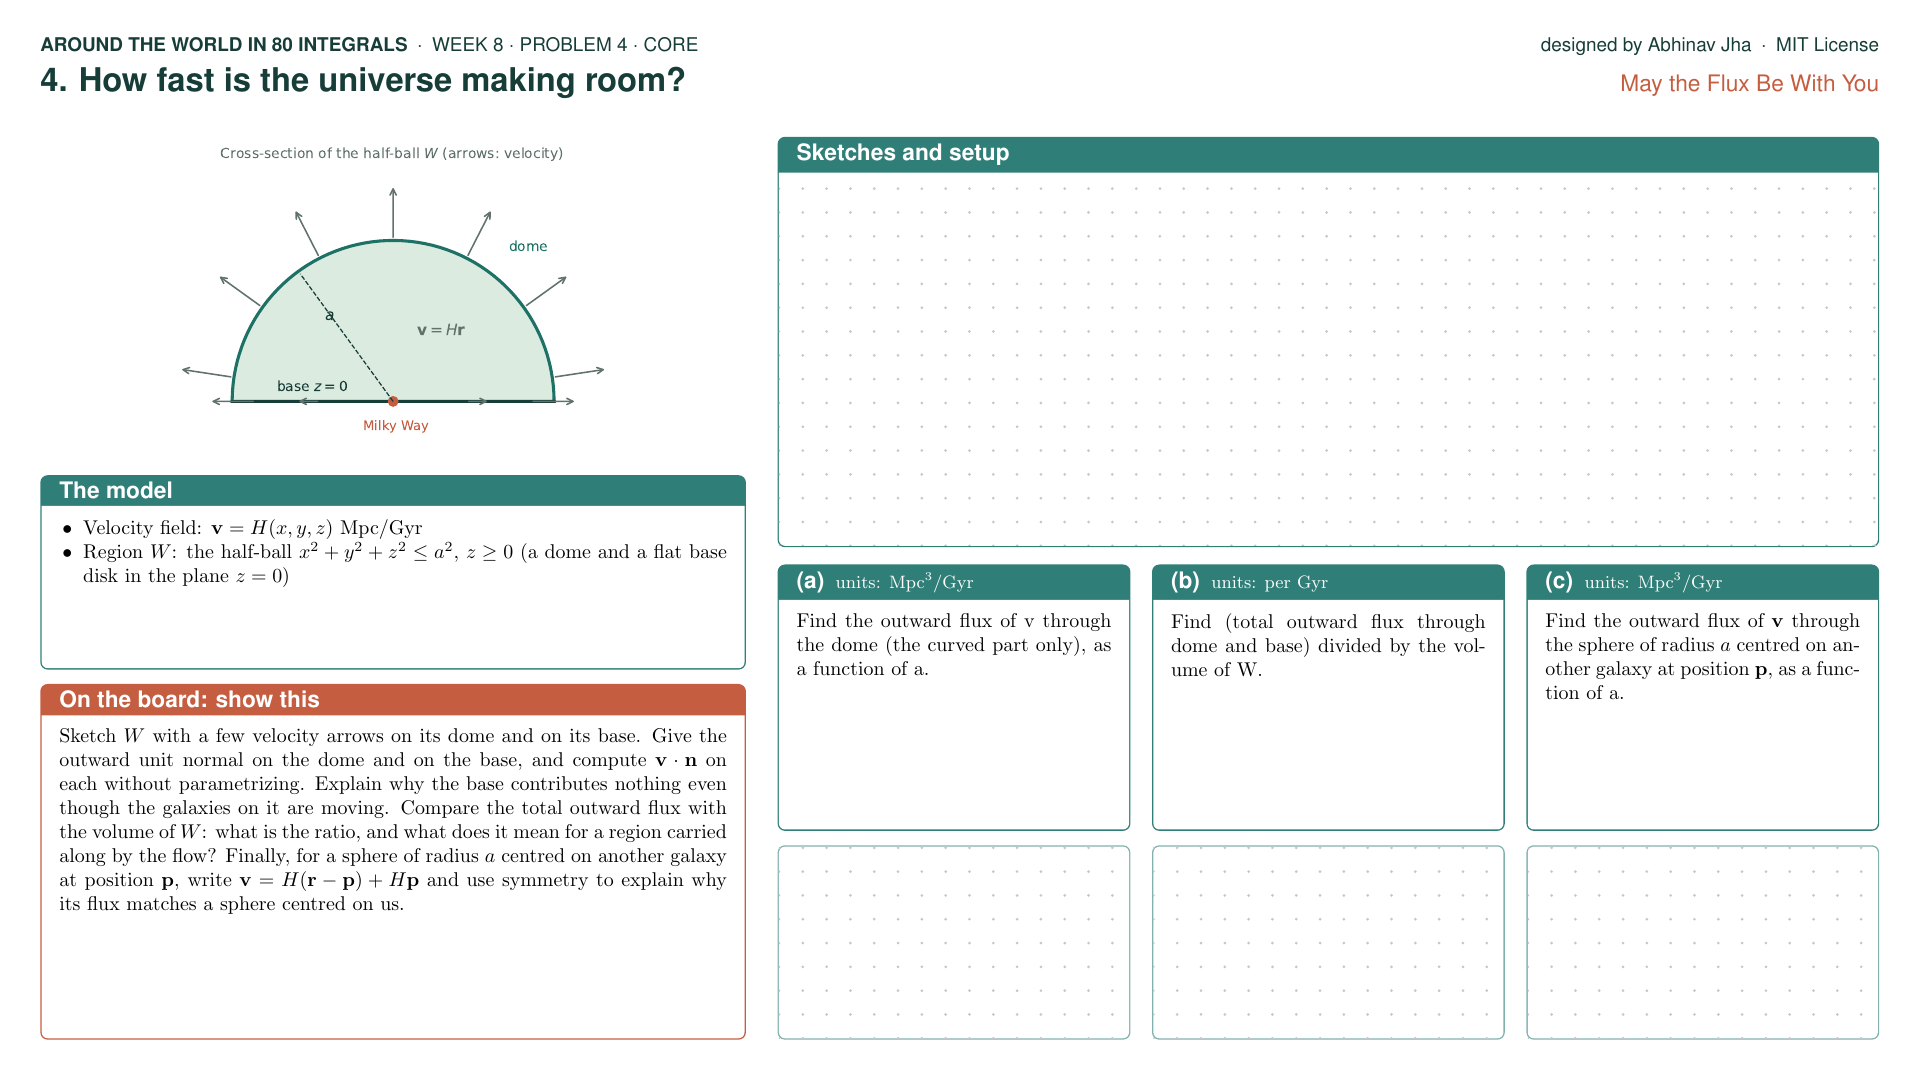 AROUND THE WORLD IN 80 INTEGRALS · WEEK 8 · PROBLEM 4 · CORE
designed by Abhinav Jha · MIT License
4. How fast is the universe making room?
May the Flux Be With You
Cross-section of the half-ball W (arrows: velocity)
dome
a
v = Hr
base z = 0
Milky Way
The model
• Velocity field: v = H(x, y, z) Mpc/Gyr
• Region W: the half-ball x² + y² + z² ≤ a², z ≥ 0 (a dome and a flat base
disk in the plane z = 0)
On the board: show this
Sketch W with a few velocity arrows on its dome and on its base. Give the
outward unit normal on the dome and on the base, and compute v · n on
each without parametrizing. Explain why the base contributes nothing even
though the galaxies on it are moving. Compare the total outward flux with
the volume of W: what is the ratio, and what does it mean for a region carried
along by the flow? Finally, for a sphere of radius a centred on another galaxy
at position p, write v = H(r − p) + Hp and use symmetry to explain why
its flux matches a sphere centred on us.
Sketches and setup
(a) units: Mpc³/Gyr
Find the outward flux of v through
the dome (the curved part only), as
a function of a.
(b) units: per Gyr
Find (total outward flux through
dome and base) divided by the vol-
ume of W.
(c) units: Mpc³/Gyr
Find the outward flux of v through
the sphere of radius a centred on an-
other galaxy at position p, as a func-
tion of a.